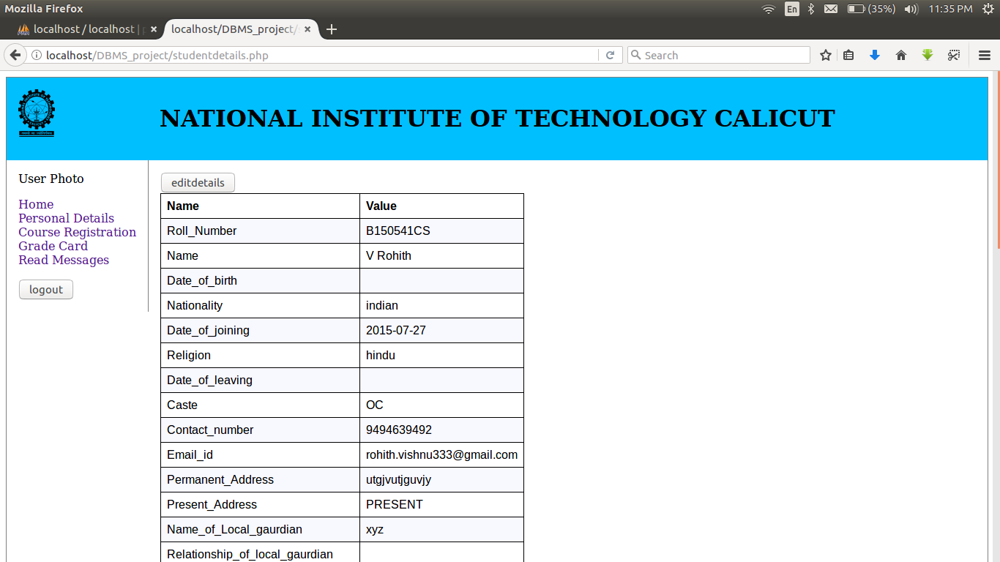 Mozilla Firefox En (35%) 11:35 PM
localhost / localhost | localhost/DBMS_project/
localhost/DBMS_project/studentdetails.php Search
NATIONAL INSTITUTE OF TECHNOLOGY CALICUT
User Photo
Home
Personal Details
Course Registration
Grade Card
Read Messages
logout
editdetails
Name Value
Roll_Number B150541CS
Name V Rohith
Date_of_birth
Nationality indian
Date_of_joining 2015-07-27
Religion hindu
Date_of_leaving
Caste OC
Contact_number 9494639492
Email_id rohith.vishnu333@gmail.com
Permanent_Address utgjvutjguvjy
Present_Address PRESENT
Name_of_Local_gaurdian xyz
Relationship_of_local_gaurdian